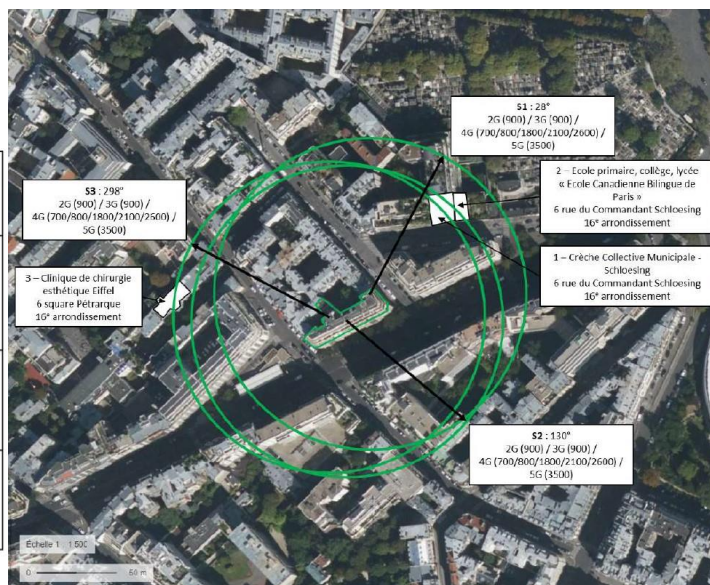 S1 : 28°
2G (900) / 3G (900) /
4G (700/800/1800/2100/2600) /
5G (3500)
S3 : 298°
2G (900) / 3G (900) /
4G (700/800/1800/2100/2600) /
5G (3500)
2 – Ecole primaire, collège, lycée
« Ecole Canadienne Bilingue de
Paris »
6 rue du Commandant Schloesing
16e arrondissement
1 – Crèche Collective Municipale -
Schloesing
6 rue du Commandant Schloesing
16e arrondissement
3 – Clinique de chirurgie
esthétique Eiffel
6 square Pétrarque
16e arrondissement
S2 : 130°
2G (900) / 3G (900) /
4G (700/800/1800/2100/2600) /
5G (3500)
Échelle 1 : 1 500
0 50 m